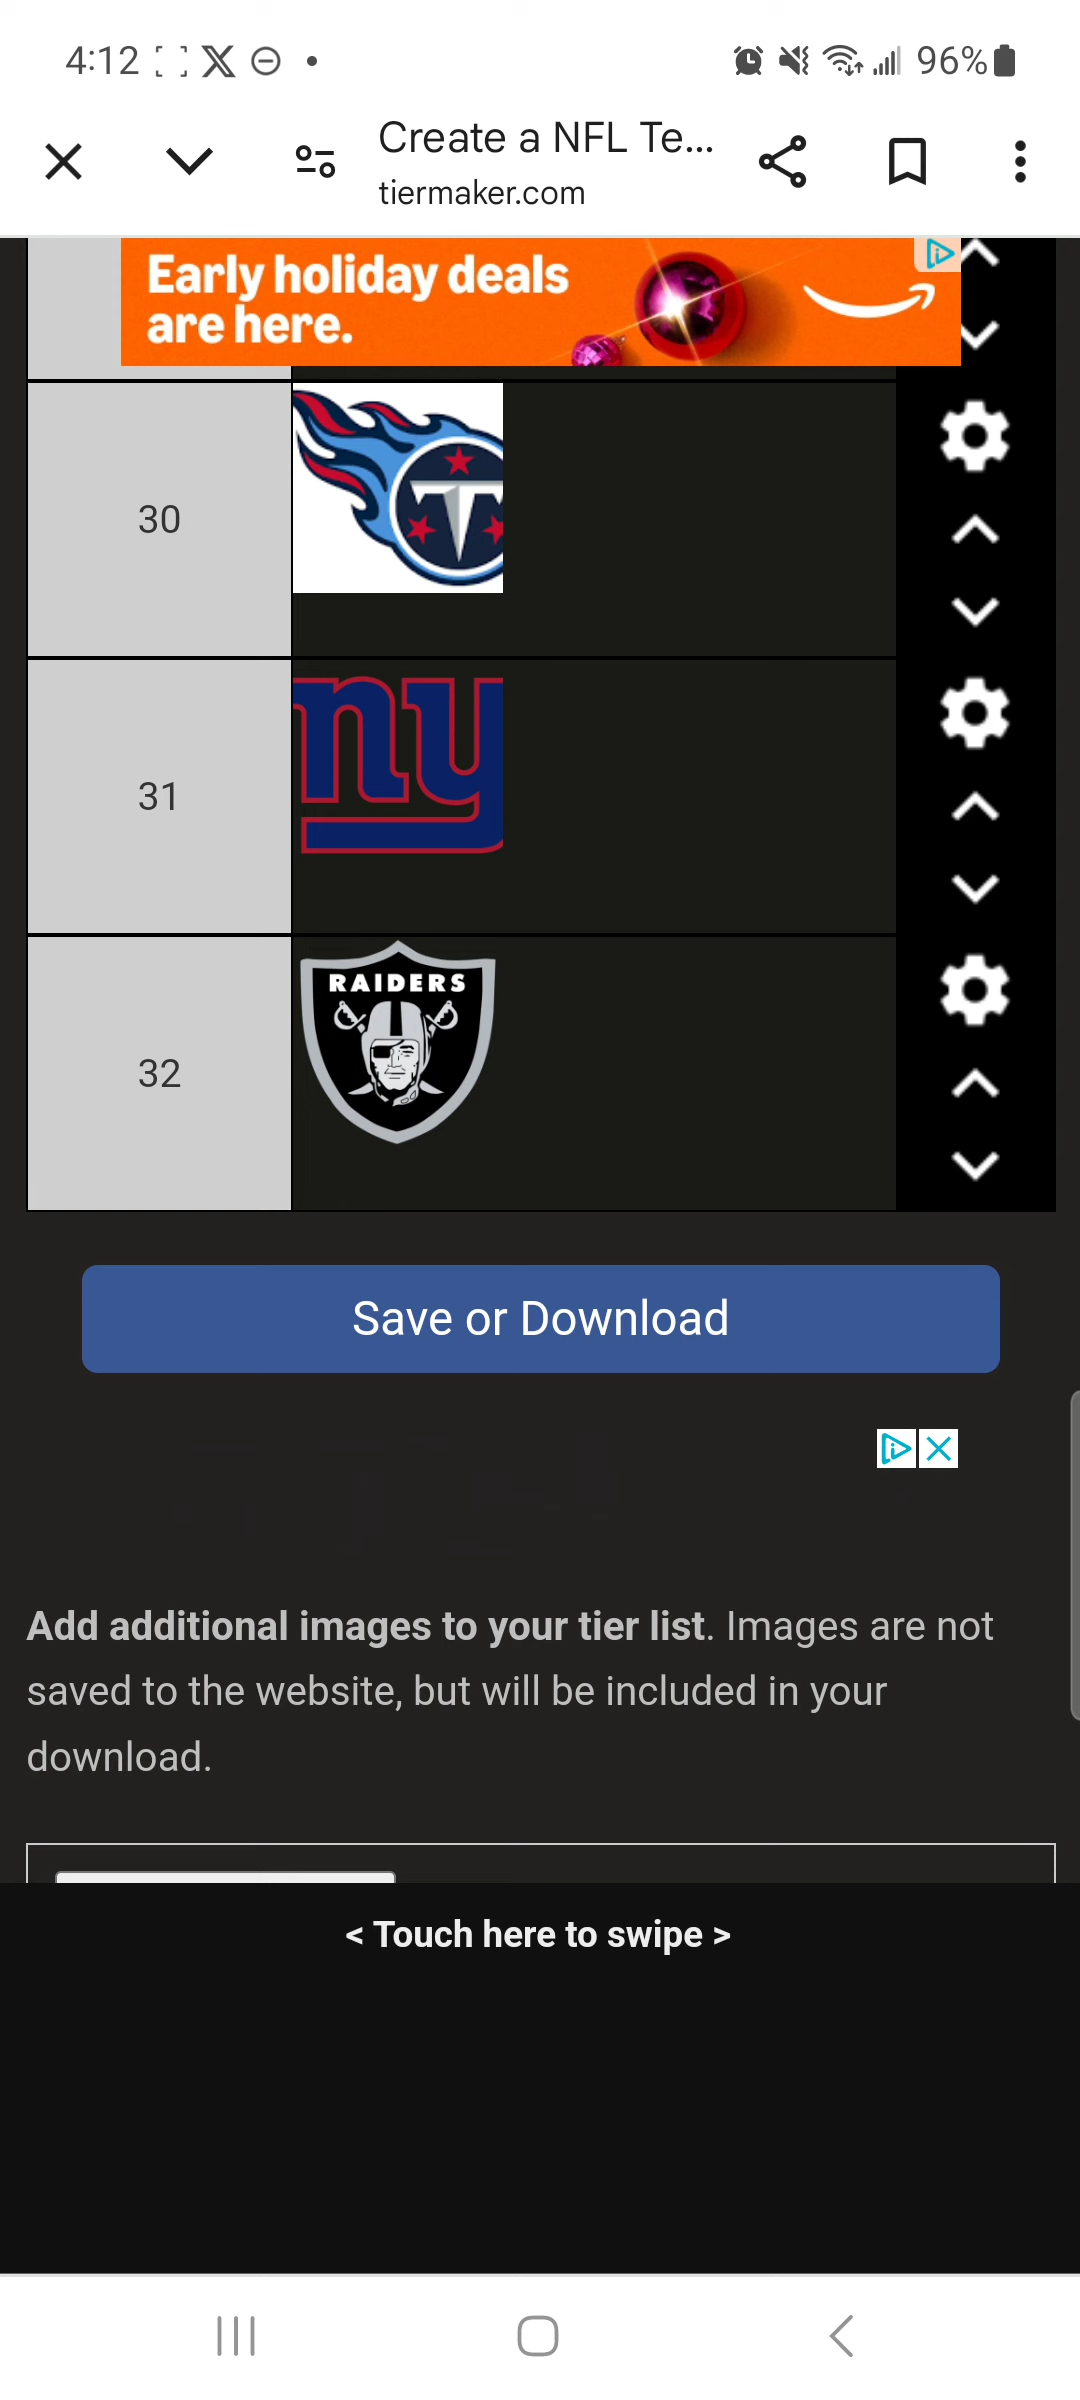 4:12
96%
Create a NFL Te...
tiermaker.com
Early holiday deals
are here.
30
T
31
ny
32
RAIDERS
Save or Download
Add additional images to your tier list. Images are not
saved to the website, but will be included in your
download.
< Touch here to swipe >